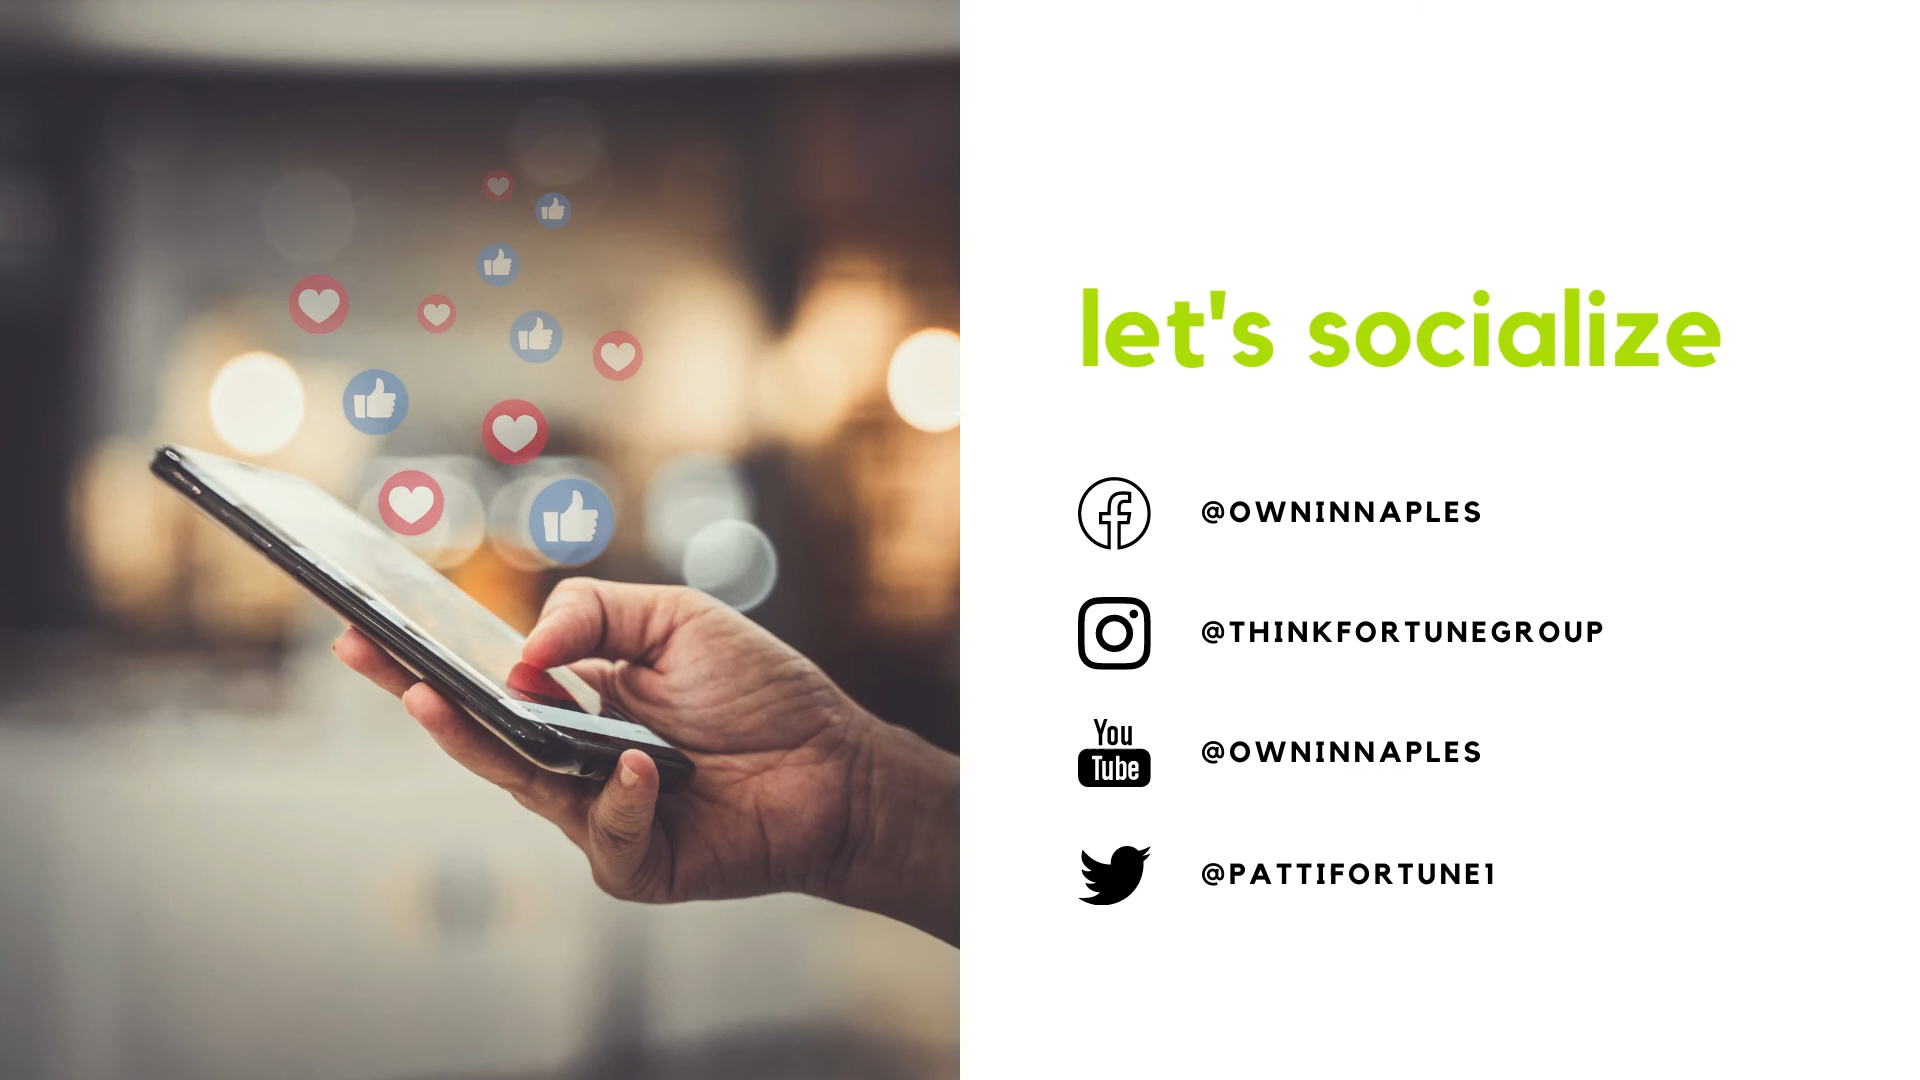 let's socialize
@OWNINNAPLES
@THINKFORTUNEGROUP
You
Tube
@OWNINNAPLES
@PATTIFORTUNE1